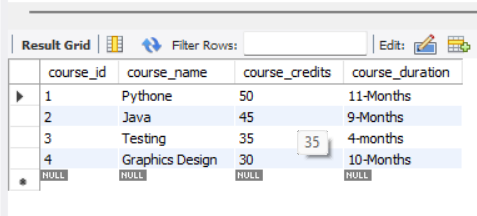 Result Grid Filter Rows: Edit:
course_id course_name course_credits course_duration
1 Pythone 50 11-Months
2 Java 45 9-Months
3 Testing 35 4-months
35
4 Graphics Design 30 10-Months
NULL NULL NULL NULL